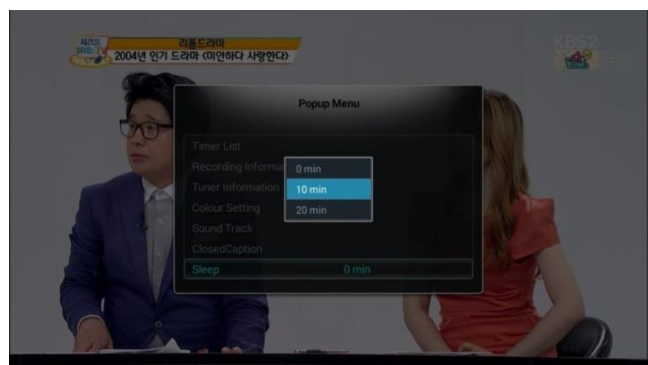 리폼드라마
2004년 인기 드라마 <미안하다 사랑한다>
KBS2
Popup Menu
Timer List
Recording Informa
Tuner Information
Colour Setting
Sound Track
ClosedCaption
Sleep 0 min
0 min
10 min
20 min